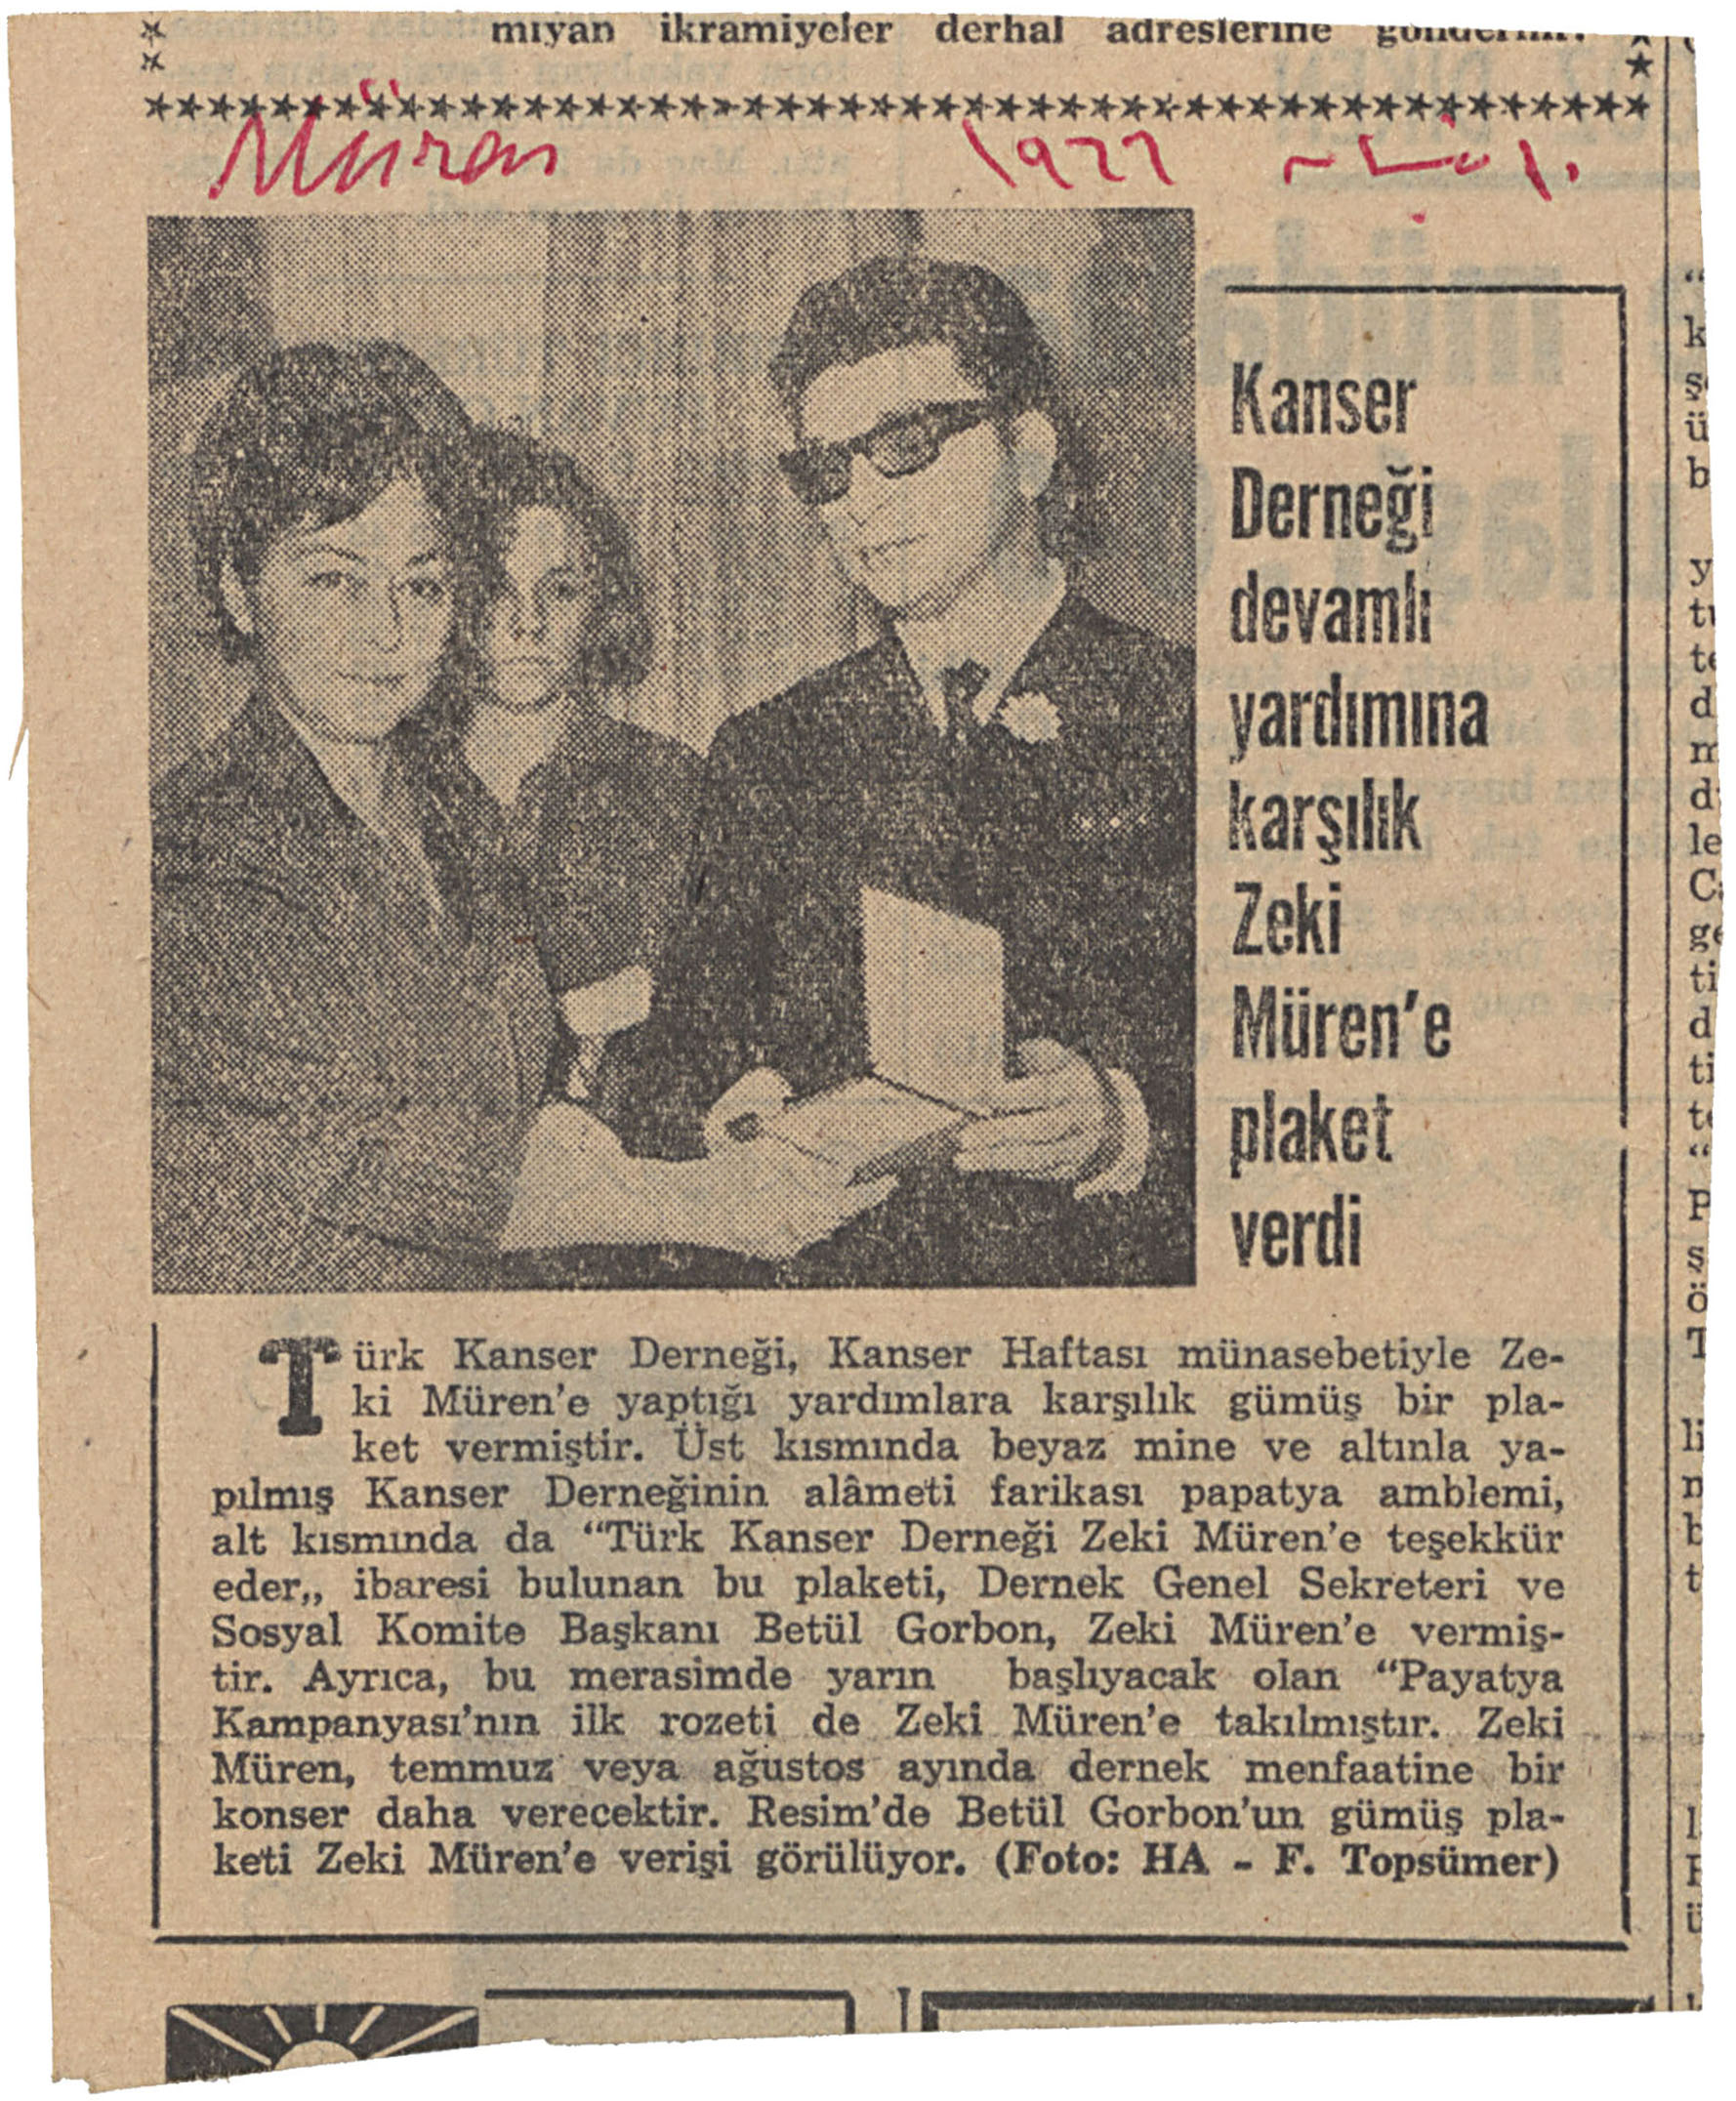 mıyan ikramiyeler derhal adreslerine
Müren 1977
Kanser
Derneği
devamlı
yardımına
karşılık
Zeki
Müren'e
plaket
verdi
Türk Kanser Derneği, Kanser Haftası münasebetiyle Ze-
ki Müren'e yaptığı yardımlara karşılık gümüş bir pla-
ket vermiştir. Üst kısmında beyaz mine ve altınla ya-
pılmış Kanser Derneğinin alâmeti farikası papatya amblemi,
alt kısmında da “Türk Kanser Derneği Zeki Müren'e teşekkür
eder,, ibaresi bulunan bu plaketi, Dernek Genel Sekreteri ve
Sosyal Komite Başkanı Betül Gorbon, Zeki Müren'e vermiş-
tir. Ayrıca, bu merasimde yarın başlıyacak olan “Payatya
Kampanyası'nın ilk rozeti de Zeki Müren'e takılmıştır. Zeki
Müren, temmuz veya ağustos ayında dernek menfaatine bir
konser daha verecektir. Resim'de Betül Gorbon'un gümüş pla-
keti Zeki Müren'e verişi görülüyor. (Foto: HA - F. Topsümer)